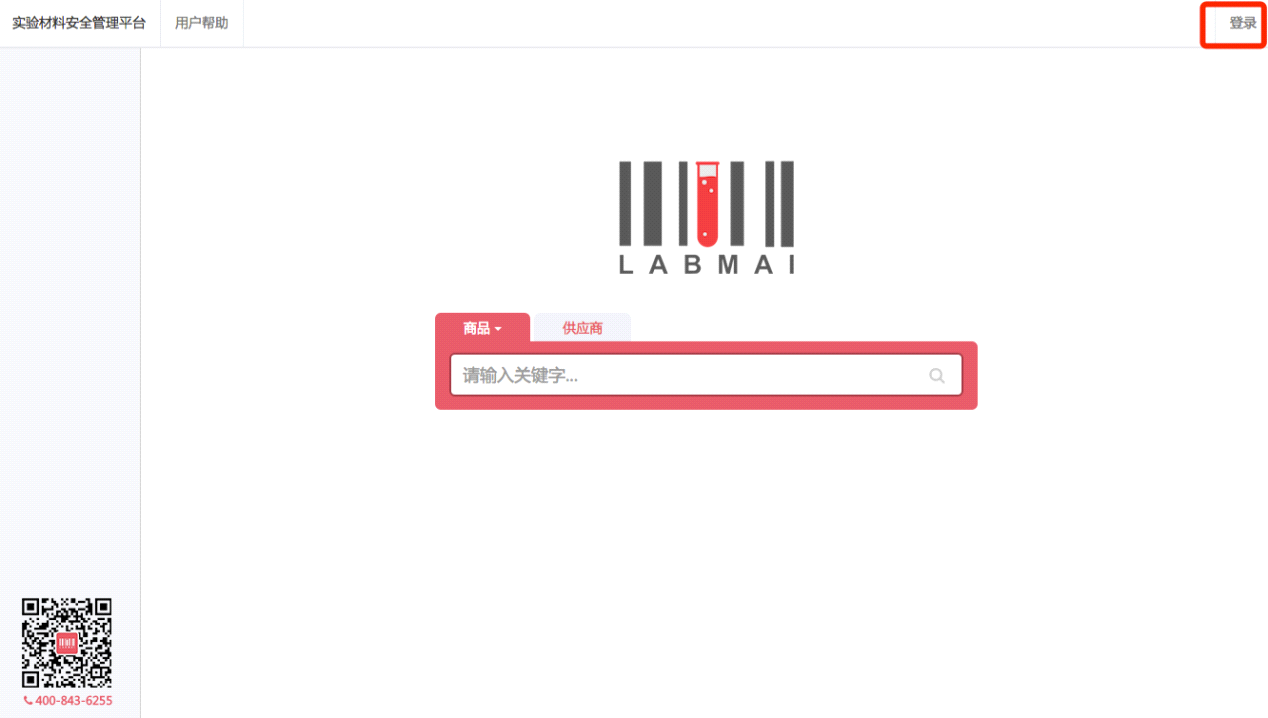 实验材料安全管理平台
用户帮助
登录
LABMAI
商品
供应商
请输入关键字...
400-843-6255